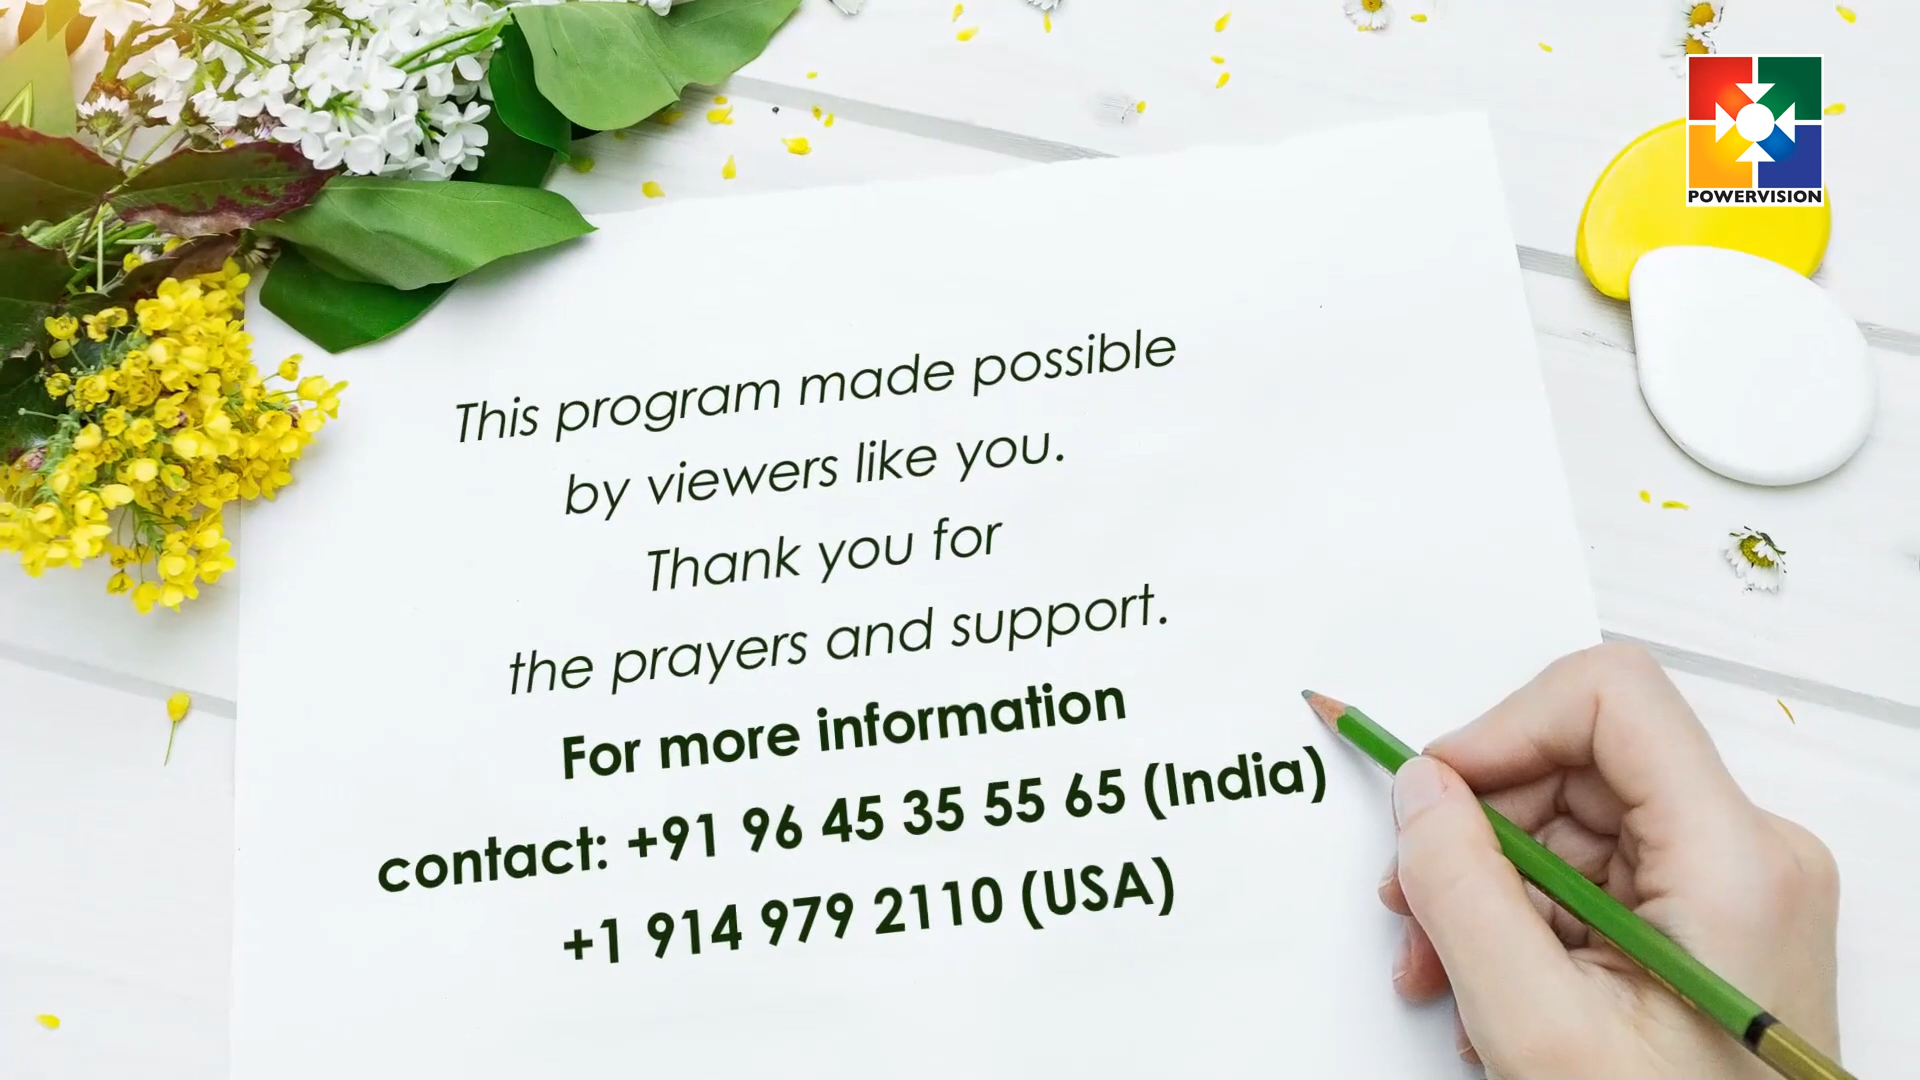 POWERVISION
This program made possible
by viewers like you.
Thank you for
the prayers and support.
For more information
contact: +91 96 45 35 55 65 (India)
+1 914 979 2110 (USA)